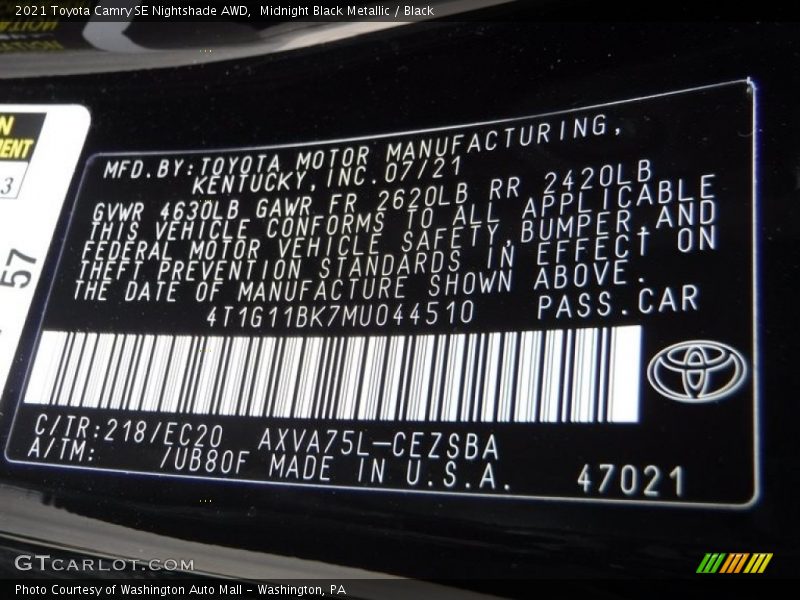 2021 Toyota Camry SE Nightshade AWD,  Midnight Black Metallic / Black
N
ENT
3
57
MFD.BY:TOYOTA MOTOR MANUFACTURING,
KENTUCKY,INC.07/21
GVWR 4630LB GAWR FR 2620LB RR 2420LB
THIS VEHICLE CONFORMS TO ALL APPLICABLE
FEDERAL MOTOR VEHICLE SAFETY,BUMPER,AND
THEFT PREVENTION STANDARDS IN EFFECT ON
THE DATE OF MANUFACTURE SHOWN ABOVE.
4T1G11BK7MU044510 PASS.CAR
C/TR:218/EC20 AXVA75L-CEZSBA
A/TM: /UB80F MADE IN U.S.A. 47021
GTCARLOT.COM
Photo Courtesy of Washington Auto Mall - Washington, PA